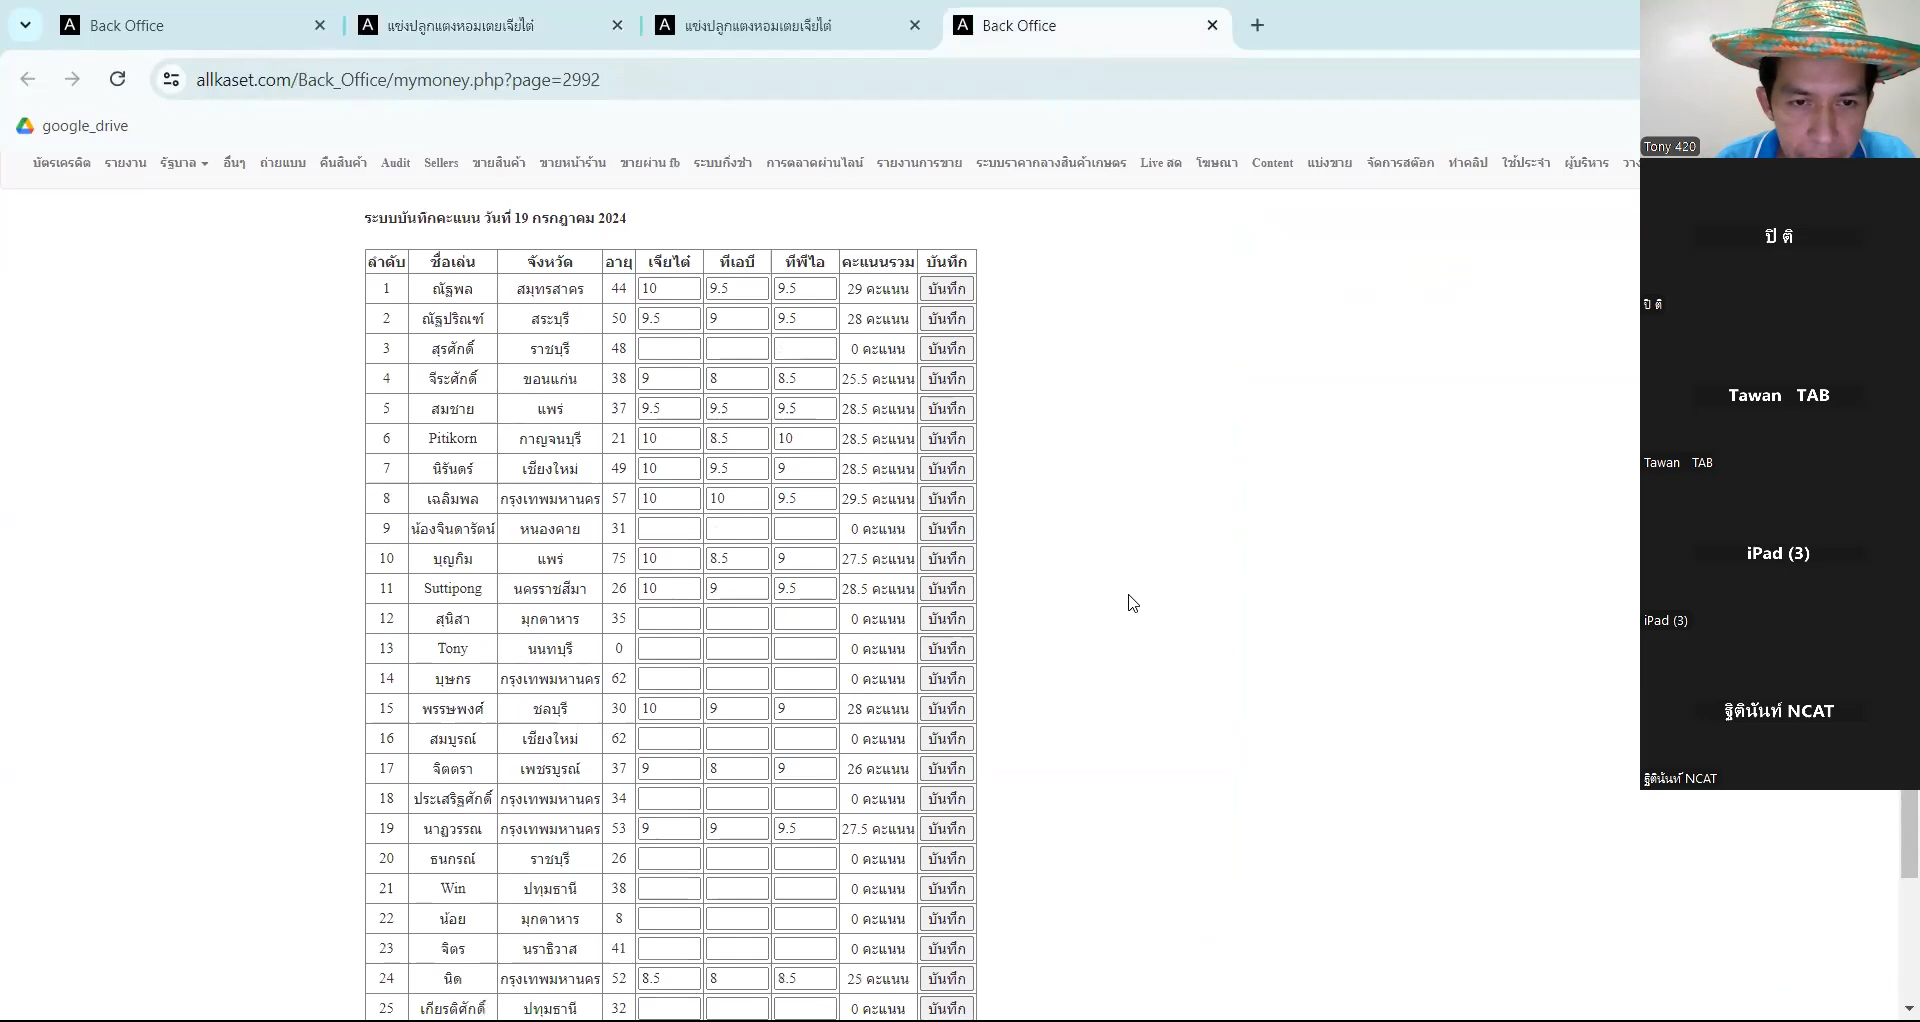 Back Office
แข่งปลูกแตงหอมเตยเจียไต๋
แข่งปลูกแตงหอมเตยเจียไต๋
Back Office
allkaset.com/Back_Office/mymoney.php?page=2992
google_drive
บัตรเครดิต รายงาน รัฐบาล อื่นๆ ถ่ายแบบ คืนสินค้า Audit Sellers ขายสินค้า ขายหน้าร้าน ขายผ่าน fb ระบบกิ่งชำ การตลาดผ่านไลน์ รายงานการขาย ระบบราคากลางสินค้าเกษตร Live สด โฆษณา Content แบ่งขาย จัดการสต๊อก ทำคลิป ใช้ประจำ ผู้บริหาร วาง
ระบบบันทึกคะแนน วันที่ 19 กรกฎาคม 2024
ลำดับ ชื่อเล่น จังหวัด อายุ เจียไต๋ ทีเอบี ทีพีไอ คะแนนรวม บันทึก
1 ณัฐพล สมุทรสาคร 44 10 9.5 9.5 29 คะแนน บันทึก
2 ณัฐปริณฑ์ สระบุรี 50 9.5 9 9.5 28 คะแนน บันทึก
3 สุรศักดิ์ ราชบุรี 48 0 คะแนน บันทึก
4 จีระศักดิ์ ขอนแก่น 38 9 8 8.5 25.5 คะแนน บันทึก
5 สมชาย แพร่ 37 9.5 9.5 9.5 28.5 คะแนน บันทึก
6 Pitikorn กาญจนบุรี 21 10 8.5 10 28.5 คะแนน บันทึก
7 นิรันดร์ เชียงใหม่ 49 10 9.5 9 28.5 คะแนน บันทึก
8 เฉลิมพล กรุงเทพมหานคร 57 10 10 9.5 29.5 คะแนน บันทึก
9 น้องจินดารัตน์ หนองคาย 31 0 คะแนน บันทึก
10 บุญกิม แพร่ 75 10 8.5 9 27.5 คะแนน บันทึก
11 Suttipong นครราชสีมา 26 10 9 9.5 28.5 คะแนน บันทึก
12 สุนิสา มุกดาหาร 35 0 คะแนน บันทึก
13 Tony นนทบุรี 0 0 คะแนน บันทึก
14 บุษกร กรุงเทพมหานคร 62 0 คะแนน บันทึก
15 พรรษพงศ์ ชลบุรี 30 10 9 9 28 คะแนน บันทึก
16 สมบูรณ์ เชียงใหม่ 62 0 คะแนน บันทึก
17 จิตตรา เพชรบูรณ์ 37 9 8 9 26 คะแนน บันทึก
18 ประเสริฐศักดิ์ กรุงเทพมหานคร 34 0 คะแนน บันทึก
19 นาฏวรรณ กรุงเทพมหานคร 53 9 9 9.5 27.5 คะแนน บันทึก
20 ธนกรณ์ ราชบุรี 26 0 คะแนน บันทึก
21 Win ปทุมธานี 38 0 คะแนน บันทึก
22 น้อย มุกดาหาร 8 0 คะแนน บันทึก
23 จิตร นราธิวาส 41 0 คะแนน บันทึก
24 นิด กรุงเทพมหานคร 52 8.5 8 8.5 25 คะแนน บันทึก
25 เกียรติศักดิ์ ปทุมธานี 32 0 คะแนน บันทึก
Tony 420
ปิ ติ
ปิ ติ
Tawan TAB
Tawan TAB
iPad (3)
iPad (3)
ฐิตินันท์ NCAT
ฐิตินันท์ NCAT